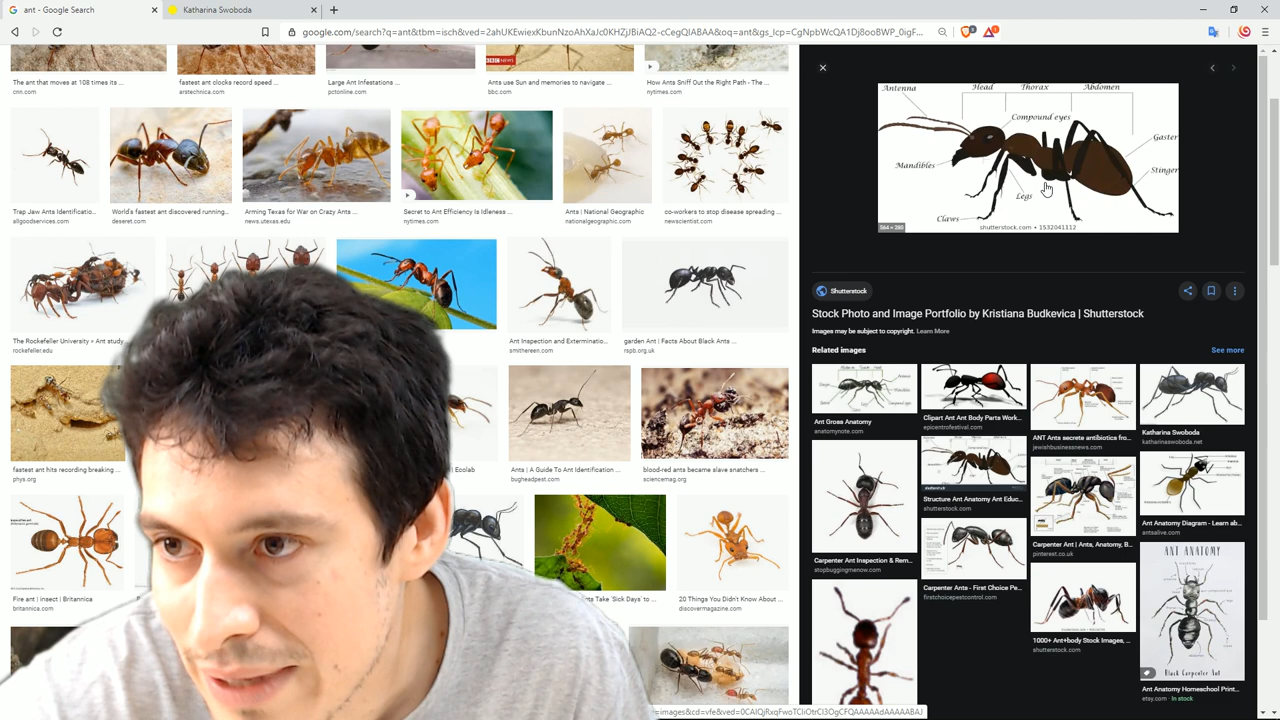 ant - Google Search
Katharina Swoboda
google.com/search?q=ant&tbm=isch&ved=2ahUKEwiexKbunNzoAhXaJc0KHZjJBiAQ2-cCegQIABAA&oq=ant&gs_lcp=CgNpbWcQA1Dj8ooBWP_0igF...
The ant that moves at 108 times its ...
cnn.com
fastest ant clocks record speed ...
arstechnica.com
Large Ant Infestations ...
pctonline.com
BBC NEWS
Ants use Sun and memories to navigate ...
bbc.com
How Ants Sniff Out the Right Path - The ...
nytimes.com
Trap Jaw Ants Identificatio...
allgoodservices.com
World's fastest ant discovered running...
deseret.com
Arming Texas for War on Crazy Ants ...
news.utexas.edu
Secret to Ant Efficiency Is Idleness ...
nytimes.com
Ants | National Geographic
nationalgeographic.com
co-workers to stop disease spreading ...
newscientist.com
The Rockefeller University » Ant study
rockefeller.edu
Ant Inspection and Exterminatio...
smithereen.com
garden Ant | Facts About Black Ants ...
rspb.org.uk
fastest ant hits recording breaking ...
phys.org
| Ecolab
Ants | A Guide To Ant Identification ...
bugheadpest.com
blood-red ants became slave snatchers ...
sciencemag.org
Fire ant | insect | Britannica
britannica.com
nts Take 'Sick Days' to ...
20 Things You Didn't Know About ...
discovermagazine.com
Antenna
Head
Thorax
Abdomen
Compound eyes
Gaster
Mandibles
Stinger
Legs
Claws
564 × 280
shutterstock.com • 1532041112
Shutterstock
Stock Photo and Image Portfolio by Kristiana Budkevica | Shutterstock
Images may be subject to copyright. Learn More
Related images
See more
Ant Gross Anatomy
anatomynote.com
Clipart Ant Ant Body Parts Work...
epicentrofestival.com
ANT Ants secrete antibiotics fro...
jewishbusinessnews.com
Katharina Swoboda
katharinaswoboda.net
Structure Ant Anatomy Ant Educ...
shutterstock.com
Carpenter Ant Inspection & Rem...
stopbuggingmenow.com
Carpenter Ant | Ants, Anatomy, B...
pinterest.co.uk
Ant Anatomy Diagram - Learn ab...
antsalive.com
Carpenter Ants - First Choice Pe...
firstchoicepestcontrol.com
1000+ Ant+body Stock Images, ...
shutterstock.com
ANT ANATOMY
Black Carpenter Ant
Ant Anatomy Homeschool Print...
etsy.com · In stock
=images&cd=vfe&ved=0CAIQjRxqFwoTCIiOtrCl3OgCFQAAAAAdAAAAABAJ